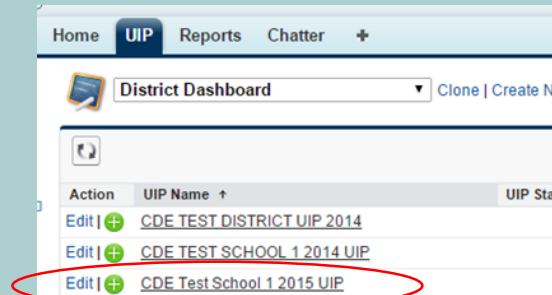 Home UIP Reports Chatter +
District Dashboard Clone | Create N
Action UIP Name ↑ UIP Sta
Edit | CDE TEST DISTRICT UIP 2014
Edit | CDE TEST SCHOOL 1 2014 UIP
Edit | CDE Test School 1 2015 UIP